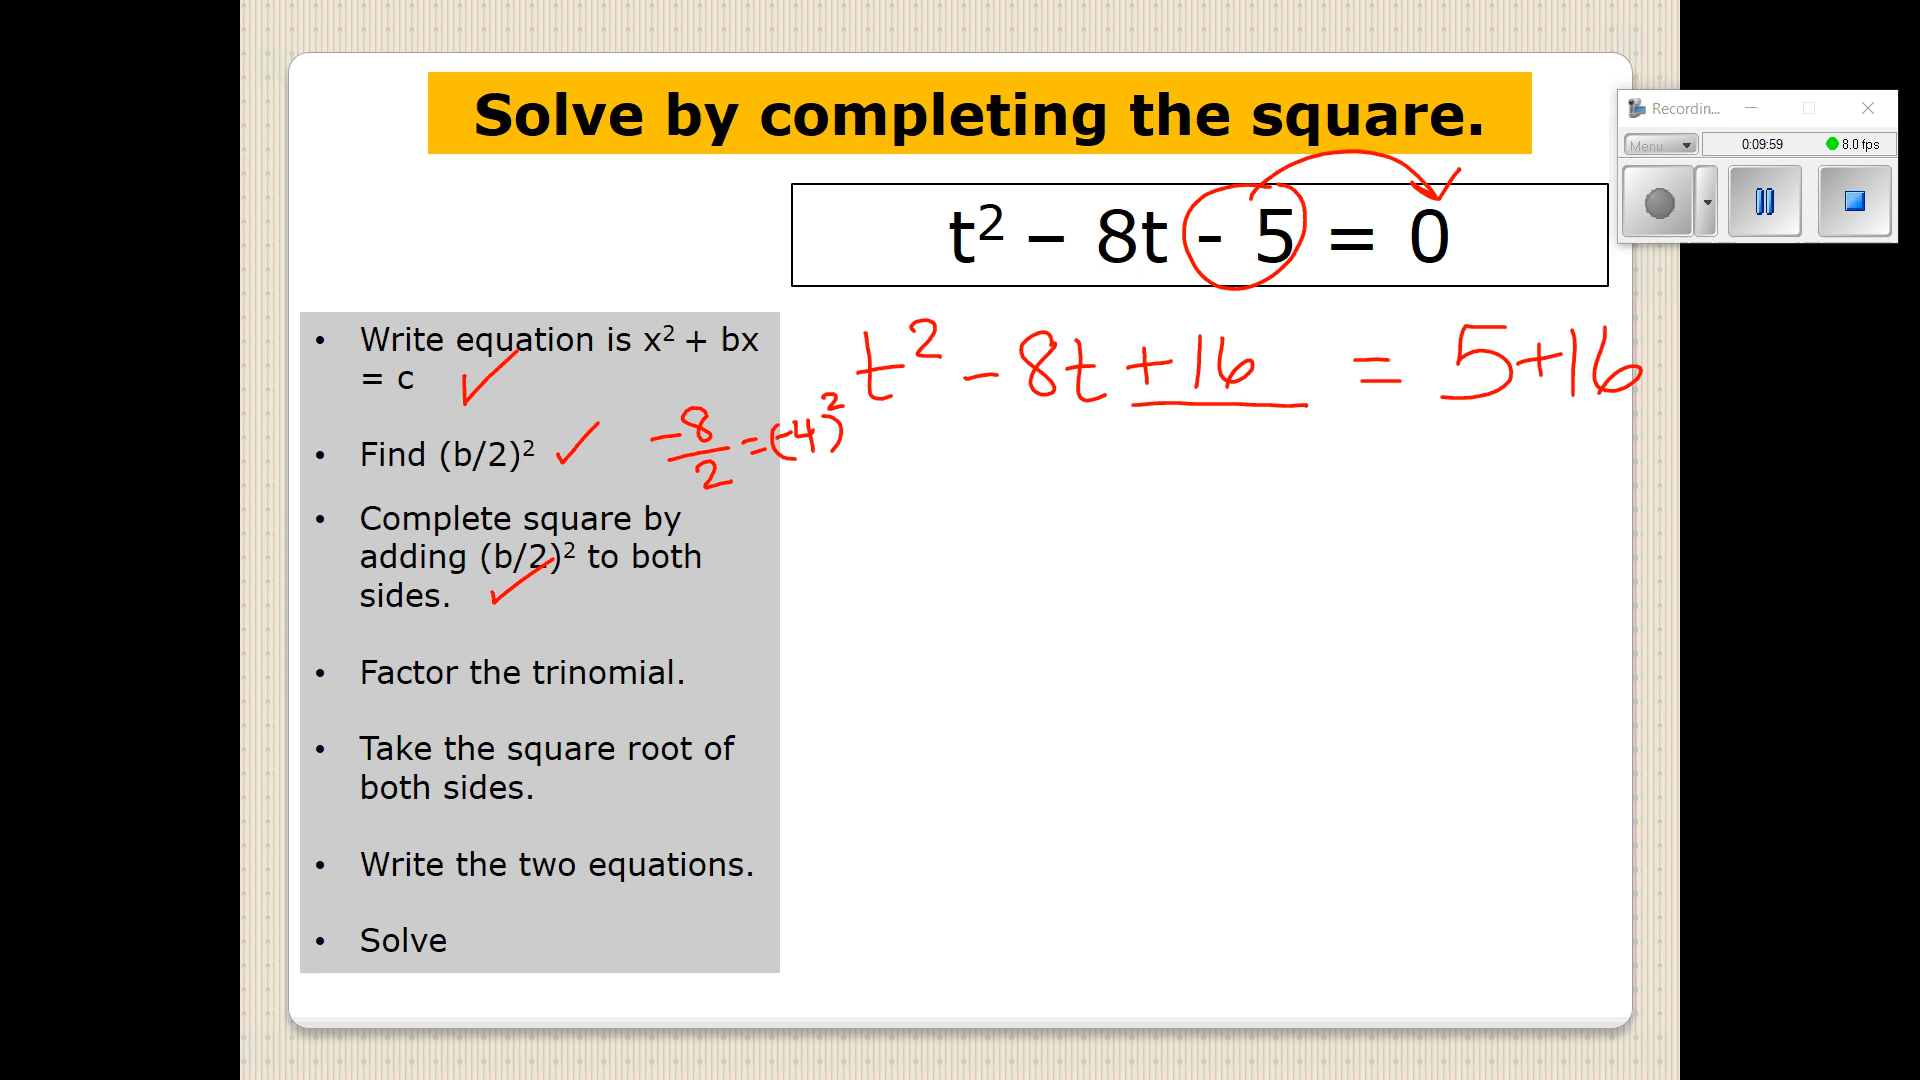 Solve by completing the square.
Recordin...
Menu
0:09:59
8.0 fps
t² – 8t - 5 = 0
• Write equation is x² + bx
= c
t² - 8t + 16 = 5 + 16
• Find (b/2)²
-8/2 = (-4)²
• Complete square by
adding (b/2)² to both
sides.
• Factor the trinomial.
• Take the square root of
both sides.
• Write the two equations.
• Solve